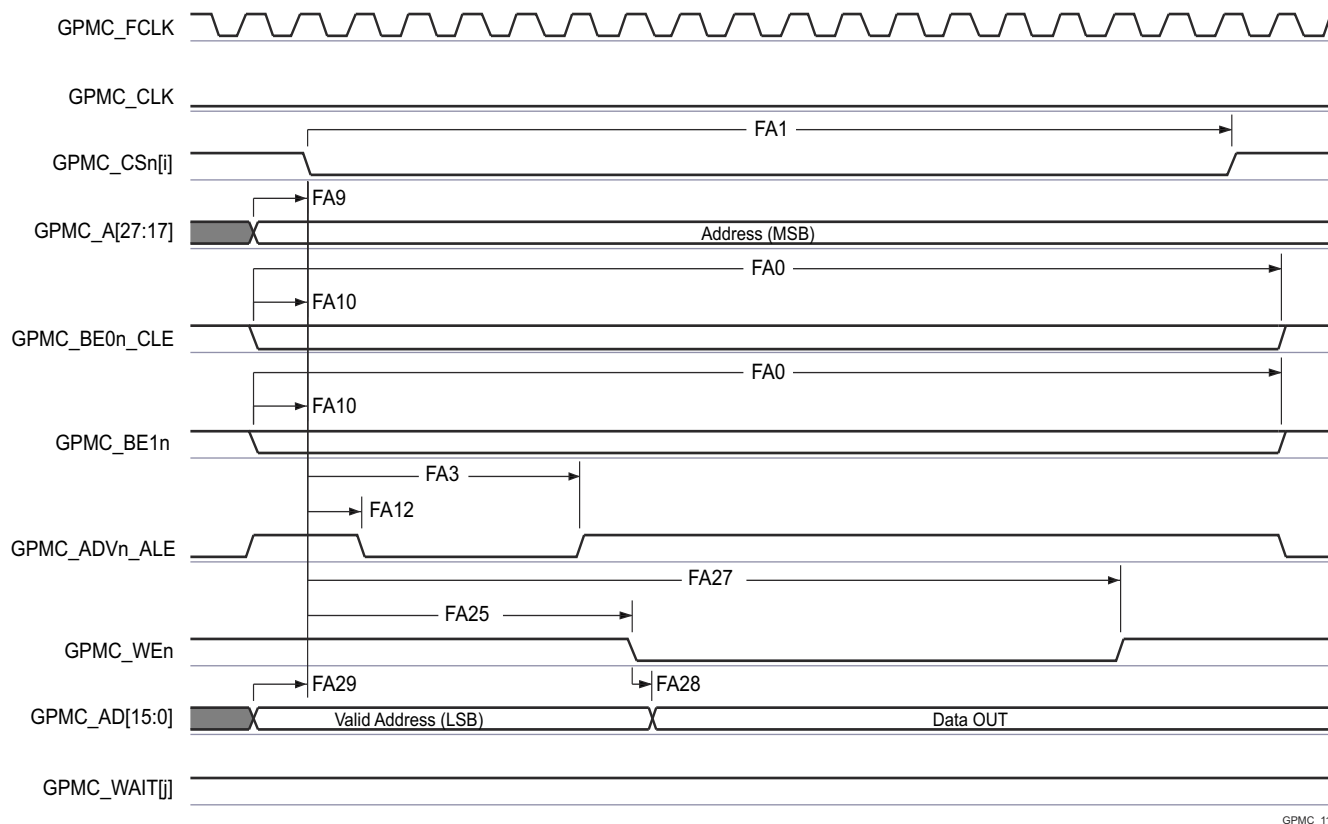 GPMC_FCLK
GPMC_CLK
FA1
GPMC_CSn[i]
FA9
GPMC_A[27:17]
Address (MSB)
FA0
FA10
GPMC_BE0n_CLE
FA0
FA10
GPMC_BE1n
FA3
FA12
GPMC_ADVn_ALE
FA27
FA25
GPMC_WEn
FA29
FA28
GPMC_AD[15:0]
Valid Address (LSB)
Data OUT
GPMC_WAIT[j]